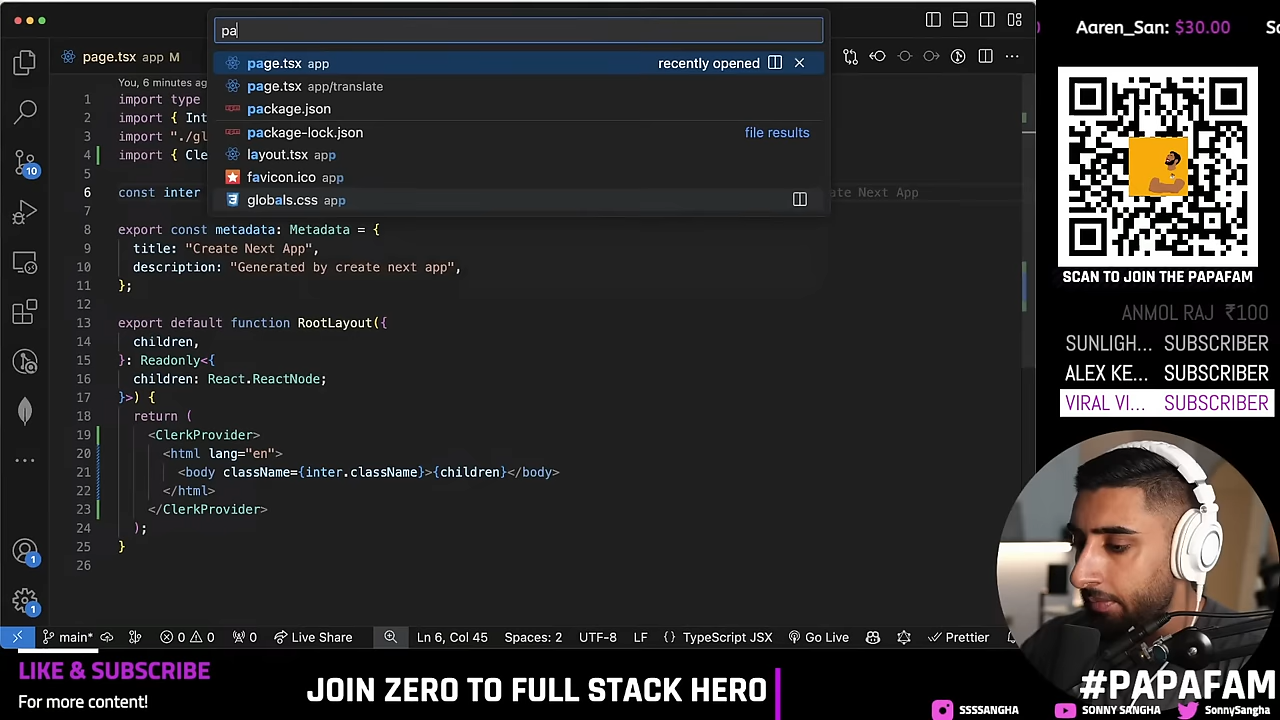 pa
Aaren_San: $30.00
page.tsx app M
page.tsx app
recently opened
page.tsx app/translate
package.json
package-lock.json
file results
layout.tsx app
favicon.ico app
globals.css app
You, 6 minutes ag
1 import type
2 import { Int
3 import "./gl
4 import { Cle
5
6 const inter
ate Next App
7
8 export const metadata: Metadata = {
9 title: "Create Next App",
10 description: "Generated by create next app",
11 };
12
13 export default function RootLayout({
14 children,
15 }: Readonly<{
16 children: React.ReactNode;
17 }>) {
18 return (
19 <ClerkProvider>
20 <html lang="en">
21 <body className={inter.className}>{children}</body>
22 </html>
23 </ClerkProvider>
24 );
25 }
26
10
1
1
main*
0 0
0
Live Share
Ln 6, Col 45
Spaces: 2
UTF-8
LF
{} TypeScript JSX
Go Live
Prettier
SCAN TO JOIN THE PAPAFAM
ANMOL RAJ ₹100
SUNLIGH... SUBSCRIBER
ALEX KE... SUBSCRIBER
VIRAL VI... SUBSCRIBER
LIKE & SUBSCRIBE
For more content!
JOIN ZERO TO FULL STACK HERO
#PAPAFAM
SSSSANGHA
SONNY SANGHA
SonnySangha